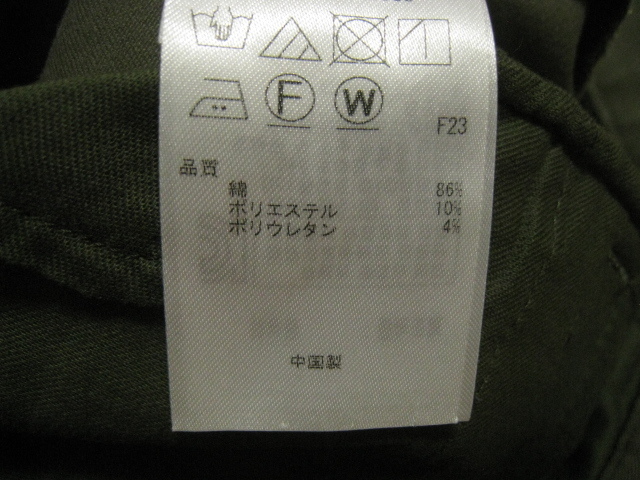 F W
F23
品質
綿 86%
ポリエステル 10%
ポリウレタン 4%
中国製